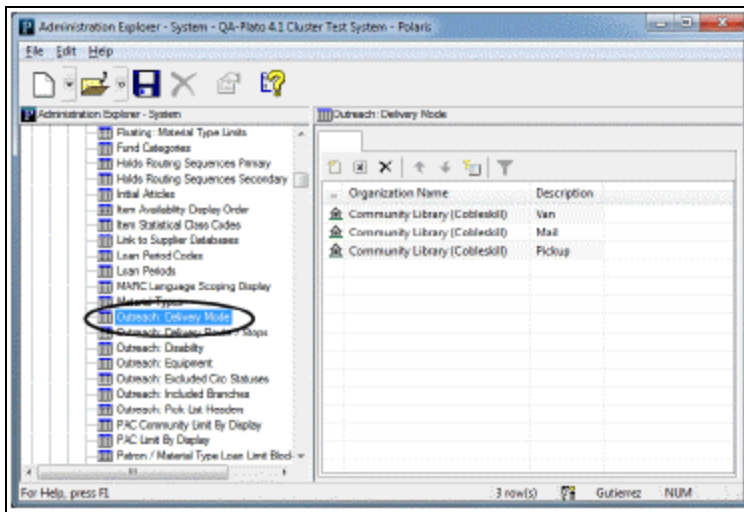 Administration Explorer - System - QA-Plato 4.1 Cluster Test System - Polaris
File Edit Help
Administration Explorer - System
Floating: Material Type Limits
Fund Categories
Holds Routing Sequences Primary
Holds Routing Sequences Secondary
Initial Articles
Item Availability Display Order
Item Statistical Class Codes
Link to Supplier Databases
Loan Period Codes
Loan Periods
MARC Language Scoping Display
Material Types
Outreach: Delivery Mode
Outreach: Delivery Route / Stops
Outreach: Disability
Outreach: Equipment
Outreach: Excluded Circ Statuses
Outreach: Included Branches
Outreach: Pick List Headers
PAC Community Limit By Display
PAC Limit By Display
Patron / Material Type Loan Limit Block
Outreach: Delivery Mode
Organization Name Description
Community Library (Cobleskill) Van
Community Library (Cobleskill) Mail
Community Library (Cobleskill) Pickup
For Help, press F1 3 row(s) Gutierrez NUM